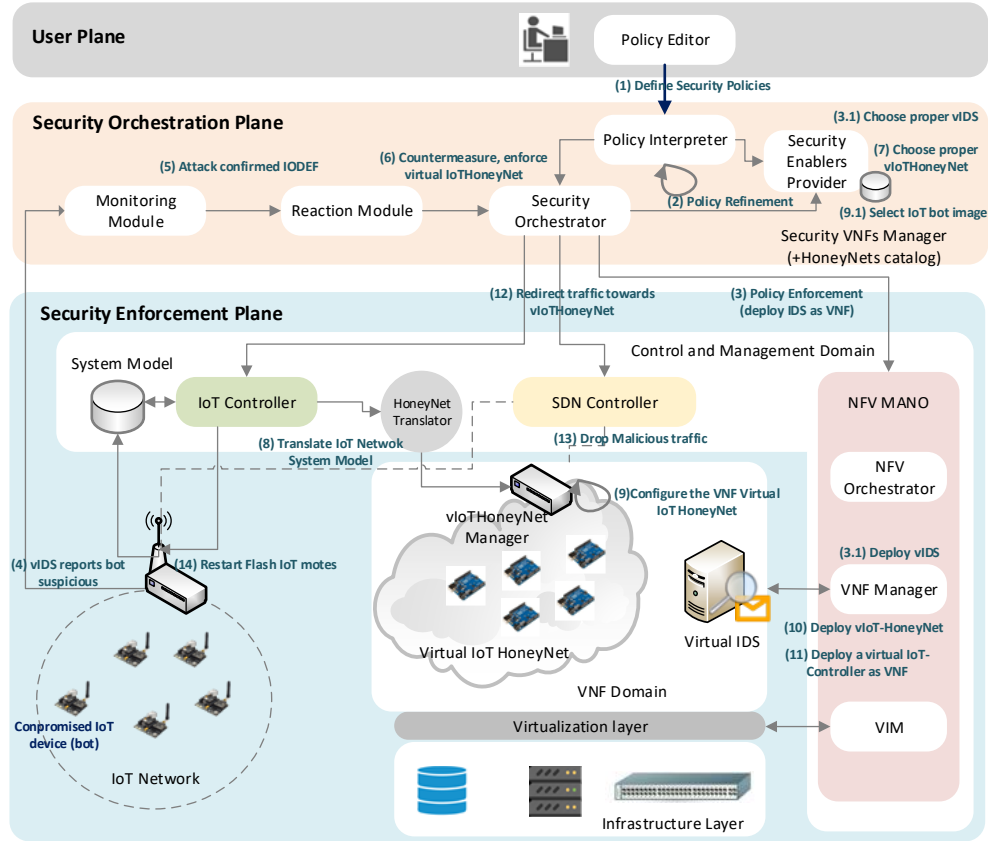 User Plane
Policy Editor
(1) Define Security Policies
Security Orchestration Plane
(3.1) Choose proper vIDS
Policy Interpreter
Security
Enablers
Provider
(7) Choose proper
vIoTHoneyNet
(5) Attack confirmed IODEF
(6) Countermeasure, enforce
virtual IoTHoneyNet
Monitoring
Module
Reaction Module
Security
Orchestrator
(2) Policy Refinement
(9.1) Select IoT bot image
Security VNFs Manager
(+HoneyNets catalog)
Security Enforcement Plane
(12) Redirect traffic towards
vIoTHoneyNet
(3) Policy Enforcement
(deploy IDS as VNF)
Control and Management Domain
System Model
IoT Controller
HoneyNet
Translator
SDN Controller
NFV MANO
(8) Translate IoT Netwok
System Model
(13) Drop Malicious traffic
NFV
Orchestrator
(9)Configure the VNF Virtual
IoT HoneyNet
vIoTHoneyNet
Manager
(4) vIDS reports bot
suspicious
(14) Restart Flash IoT motes
(3.1) Deploy vIDS
VNF Manager
Virtual IDS
(10) Deploy vIoT-HoneyNet
(11) Deploy a virtual IoT-
Controller as VNF
Virtual IoT HoneyNet
VNF Domain
Conpromised IoT
device (bot)
IoT Network
Virtualization layer
VIM
Infrastructure Layer